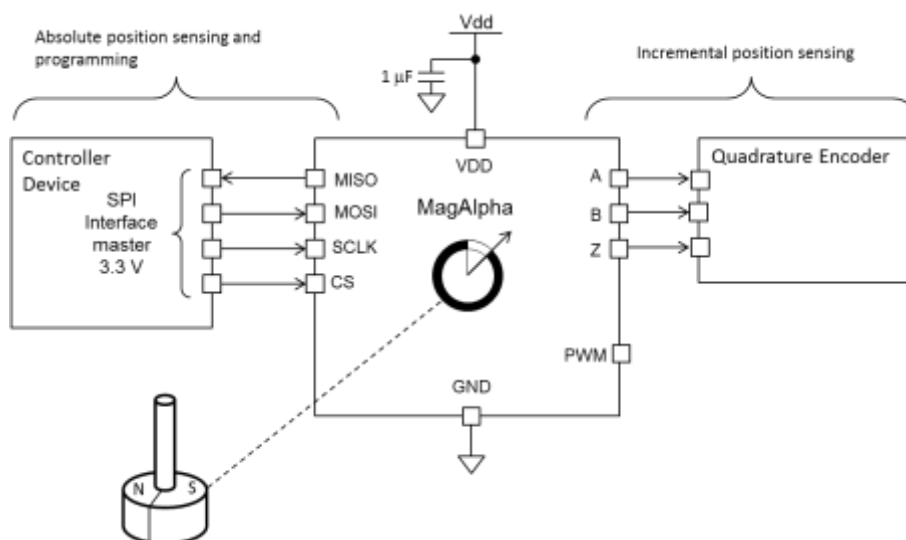 Absolute position sensing and
programming
Vdd
1 μF
Incremental position sensing
Controller
Device
SPI
Interface
master
3.3 V
MISO
MOSI
SCLK
CS
VDD
MagAlpha
A
B
Z
PWM
GND
Quadrature Encoder
N S